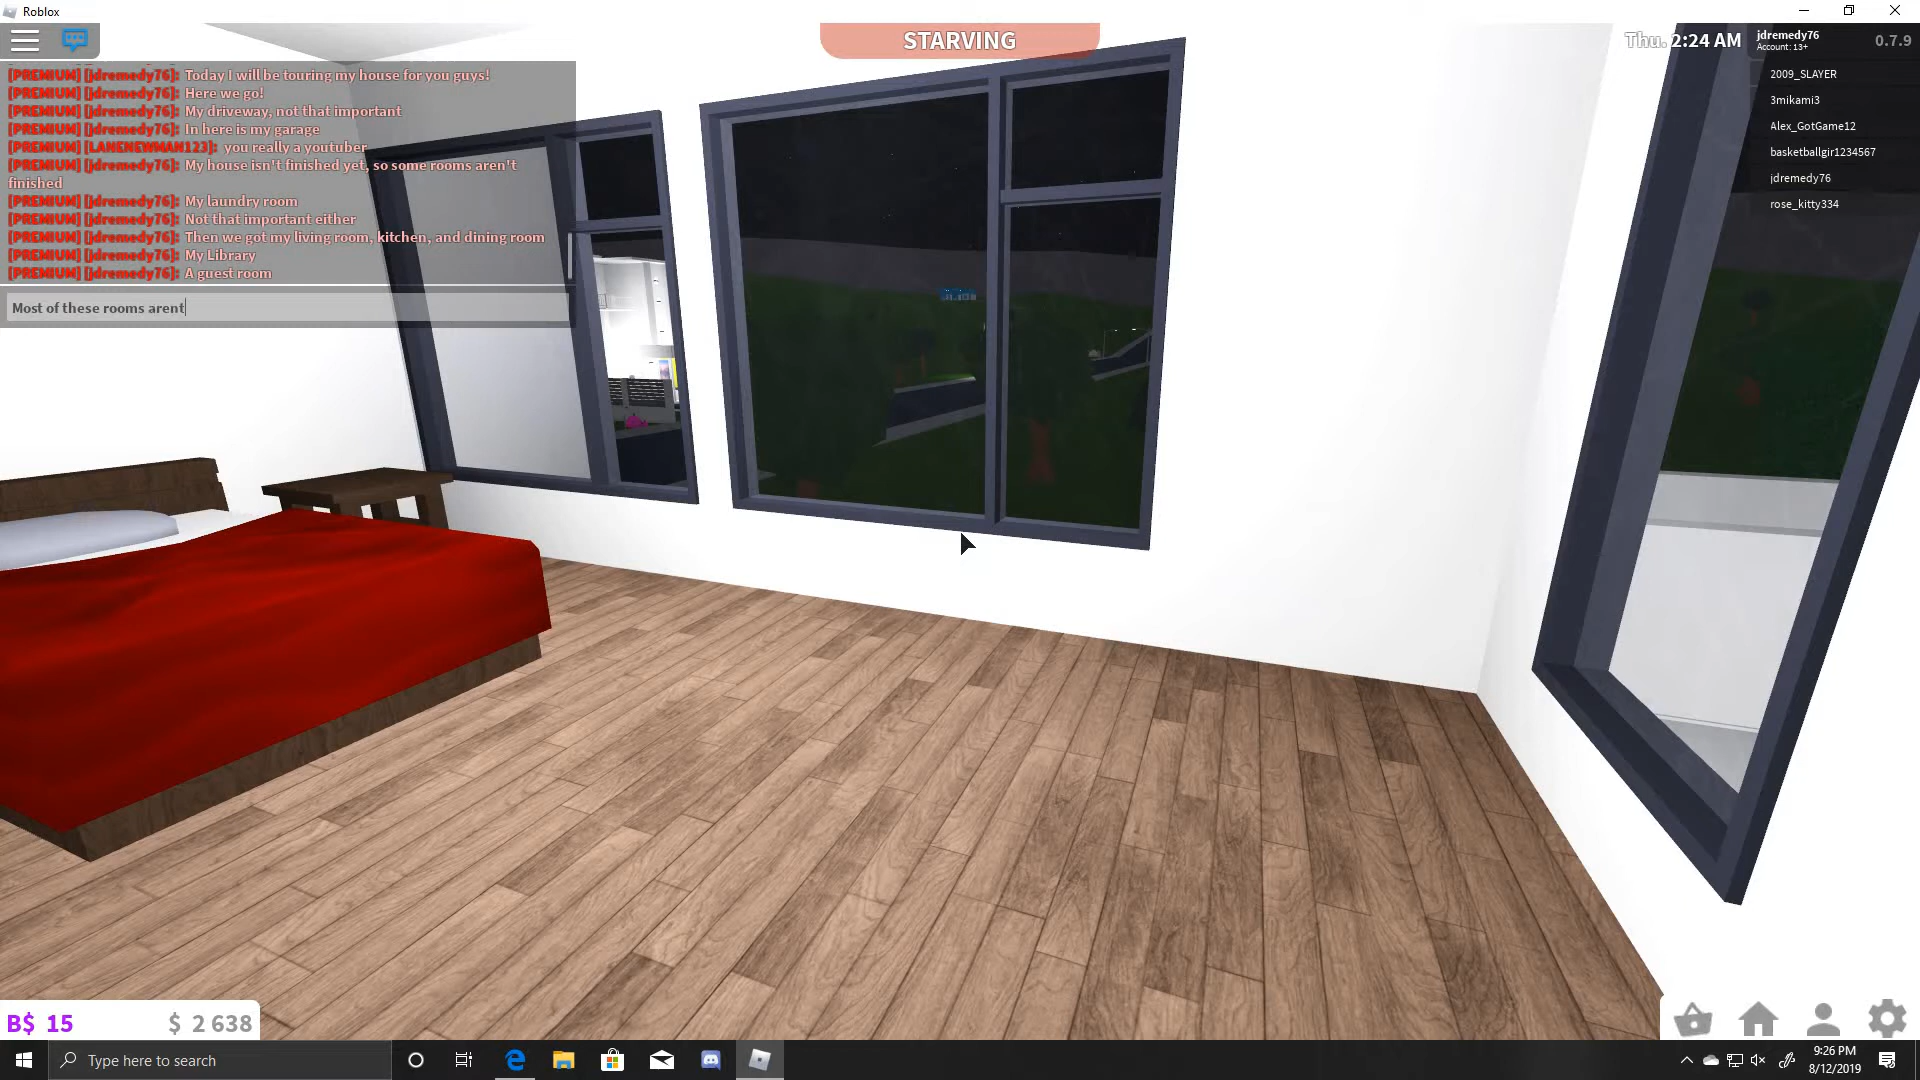 Roblox
STARVING
Thu. 2:24 AM
jdremedy76
Account: 13+
0.7.9
2009_SLAYER
3mikami3
Alex_GotGame12
basketballgir1234567
jdremedy76
rose_kitty334
[PREMIUM] [jdremedy76]: Today I will be touring my house for you guys!
[PREMIUM] [jdremedy76]: Here we go!
[PREMIUM] [jdremedy76]: My driveway, not that important
[PREMIUM] [jdremedy76]: In here is my garage
[PREMIUM] [LANENEWMAN123]: you really a youtuber
[PREMIUM] [jdremedy76]: My house isn't finished yet, so some rooms aren't
finished
[PREMIUM] [jdremedy76]: My laundry room
[PREMIUM] [jdremedy76]: Not that important either
[PREMIUM] [jdremedy76]: Then we got my living room, kitchen, and dining room
[PREMIUM] [jdremedy76]: My Library
[PREMIUM] [jdremedy76]: A guest room
Most of these rooms arent
B$ 15
$ 2 638
Type here to search
9:26 PM
8/12/2019